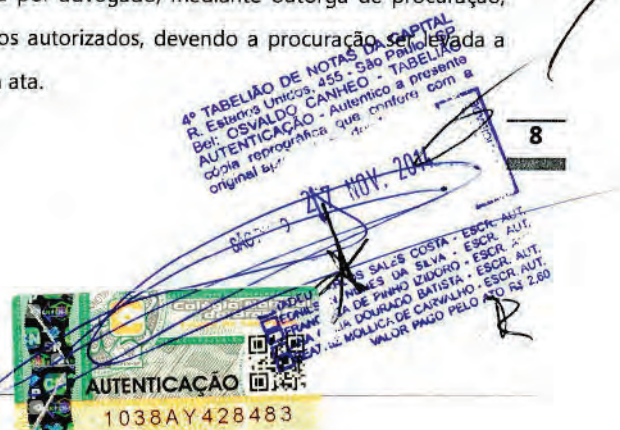 por advogado, mediante outorga de procuração,
os autorizados, devendo a procuração ser levada a
ata.
4º TABELIÃO DE NOTAS DA CAPITAL
R. Estados Unidos, 455 - São Paulo - SP
Bel. OSVALDO CANHEO - TABELIÃO
AUTENTICAÇÃO - Autentico a presente
cópia reprográfica que confere com a
original
8
NOV. 2014
SALES COSTA - ESCR. AUT.
DA SILVA - ESCR. AUT.
DE PINHO IZIDORO - ESCR.
DOURADO BATISTA - ESCR. AUT.
MOLLICA DE CARVALHO - ESCR. AUT.
VALOR PAGO PELO ATO R$ 2,60
AUTENTICAÇÃO
1038AY428483